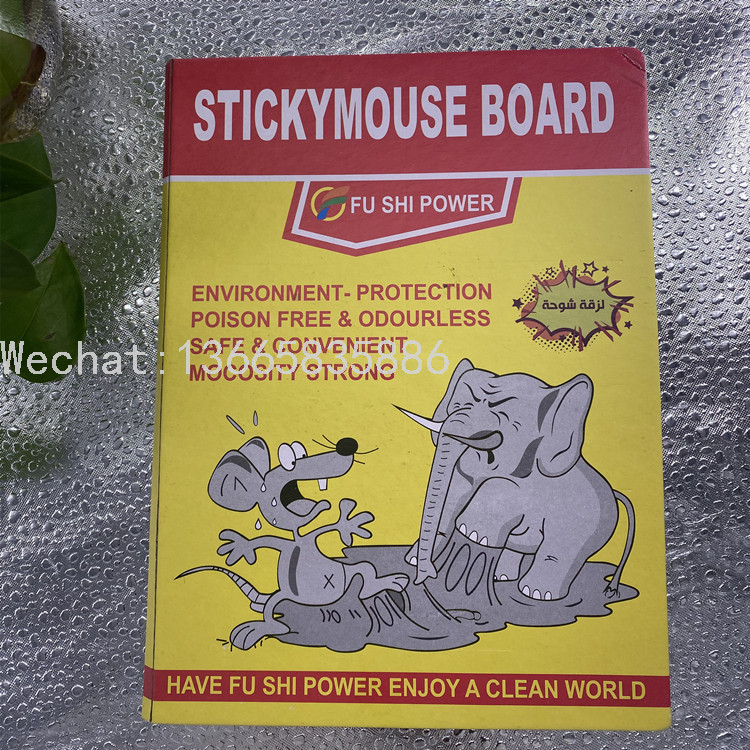 STICKYMOUSE BOARD
FU SHI POWER
ENVIRONMENT- PROTECTION
POISON FREE & ODOURLESS
SAFE & CONVENIENT
MOCOSITY STRONG
لزقة شوحة
Wechat:13665835886
HAVE FU SHI POWER ENJOY A CLEAN WORLD